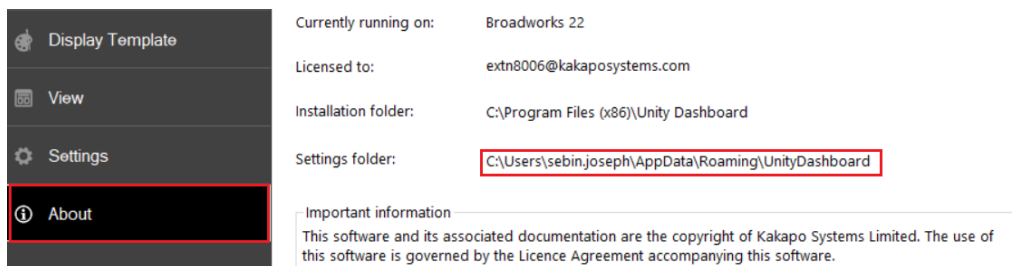 Display Template
View
Settings
About
Currently running on: Broadworks 22
Licensed to: extn8006@kakaposystems.com
Installation folder: C:\Program Files (x86)\Unity Dashboard
Settings folder: C:\Users\sebin.joseph\AppData\Roaming\UnityDashboard
Important information
This software and its associated documentation are the copyright of Kakapo Systems Limited. The use of
this software is governed by the Licence Agreement accompanying this software.